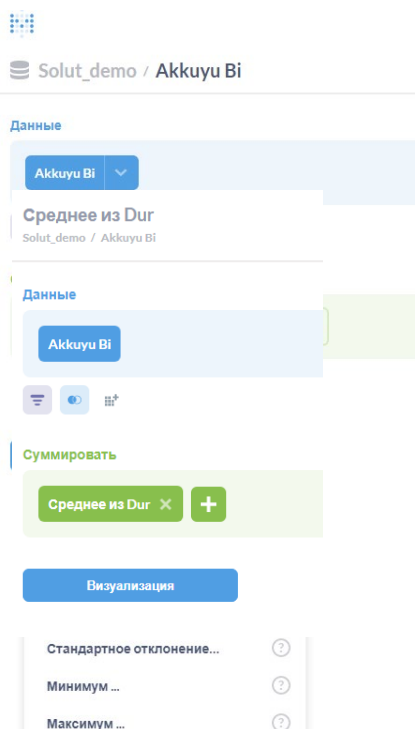 Solut_demo / Akkuyu Bi
Данные
Akkuyu Bi
Среднее из Dur
Solut_demo / Akkuyu Bi
Данные
Akkuyu Bi
Суммировать
Среднее из Dur
Визуализация
Стандартное отклонение...
Минимум ...
Максимум ...